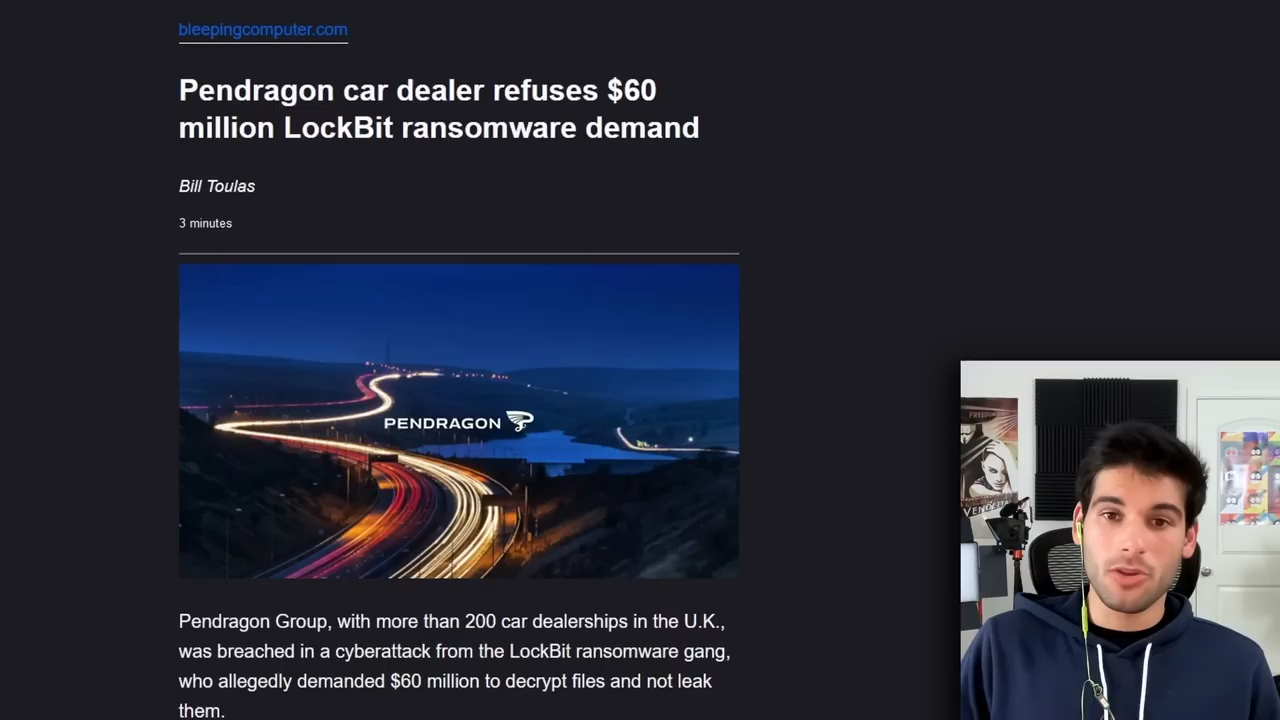 bleepingcomputer.com
Pendragon car dealer refuses $60
million LockBit ransomware demand
Bill Toulas
3 minutes
PENDRAGON
Pendragon Group, with more than 200 car dealerships in the U.K.,
was breached in a cyberattack from the LockBit ransomware gang,
who allegedly demanded $60 million to decrypt files and not leak
them.
FREEDOM
VENDETTA